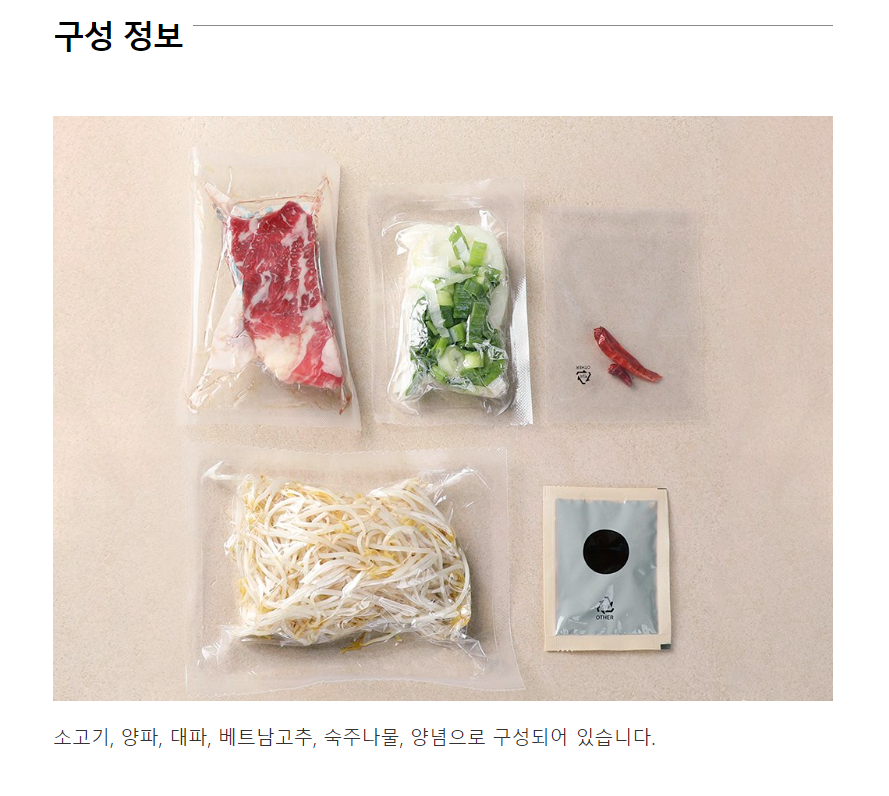 구성 정보
OTHER
OTHER
소고기, 양파, 대파, 베트남고추, 숙주나물, 양념으로 구성되어 있습니다.